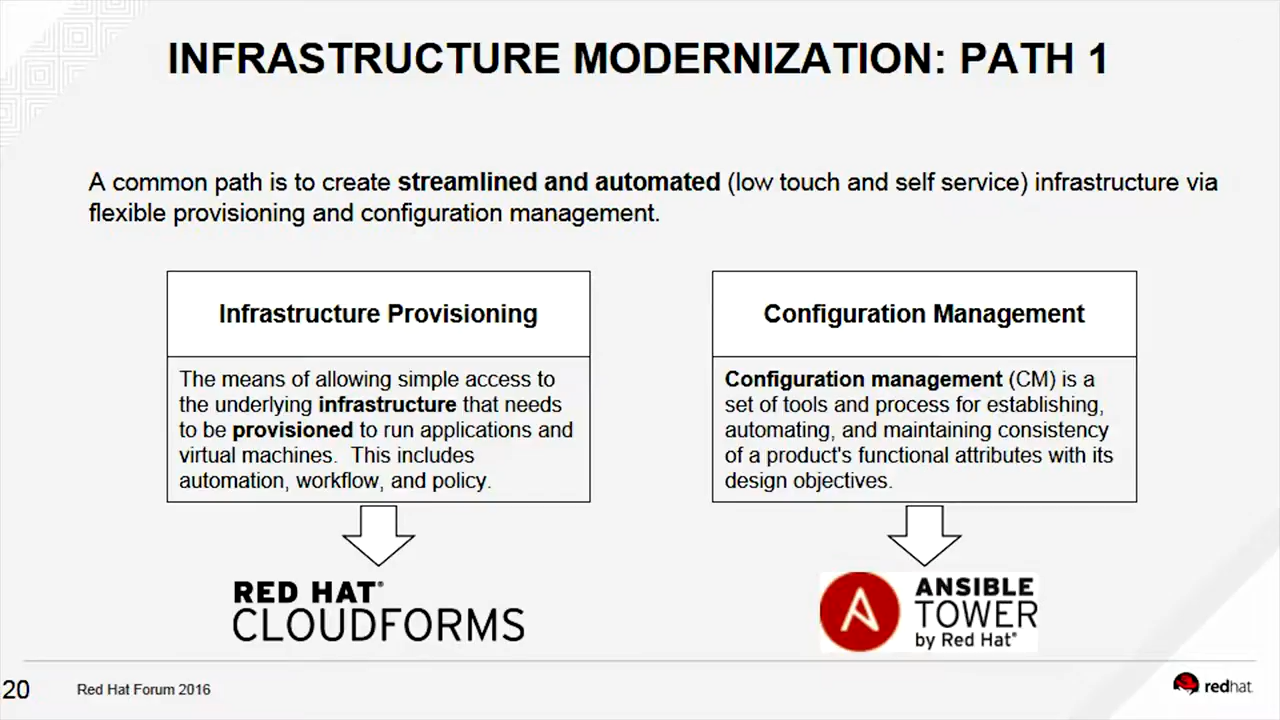 INFRASTRUCTURE MODERNIZATION: PATH 1
A common path is to create streamlined and automated (low touch and self service) infrastructure via
flexible provisioning and configuration management.
Infrastructure Provisioning
The means of allowing simple access to
the underlying infrastructure that needs
to be provisioned to run applications and
virtual machines.  This includes
automation, workflow, and policy.
RED HAT®
CLOUDFORMS
Configuration Management
Configuration management (CM) is a
set of tools and process for establishing,
automating, and maintaining consistency
of a product's functional attributes with its
design objectives.
A
ANSIBLE
TOWER
by Red Hat®
20
Red Hat Forum 2016
redhat.